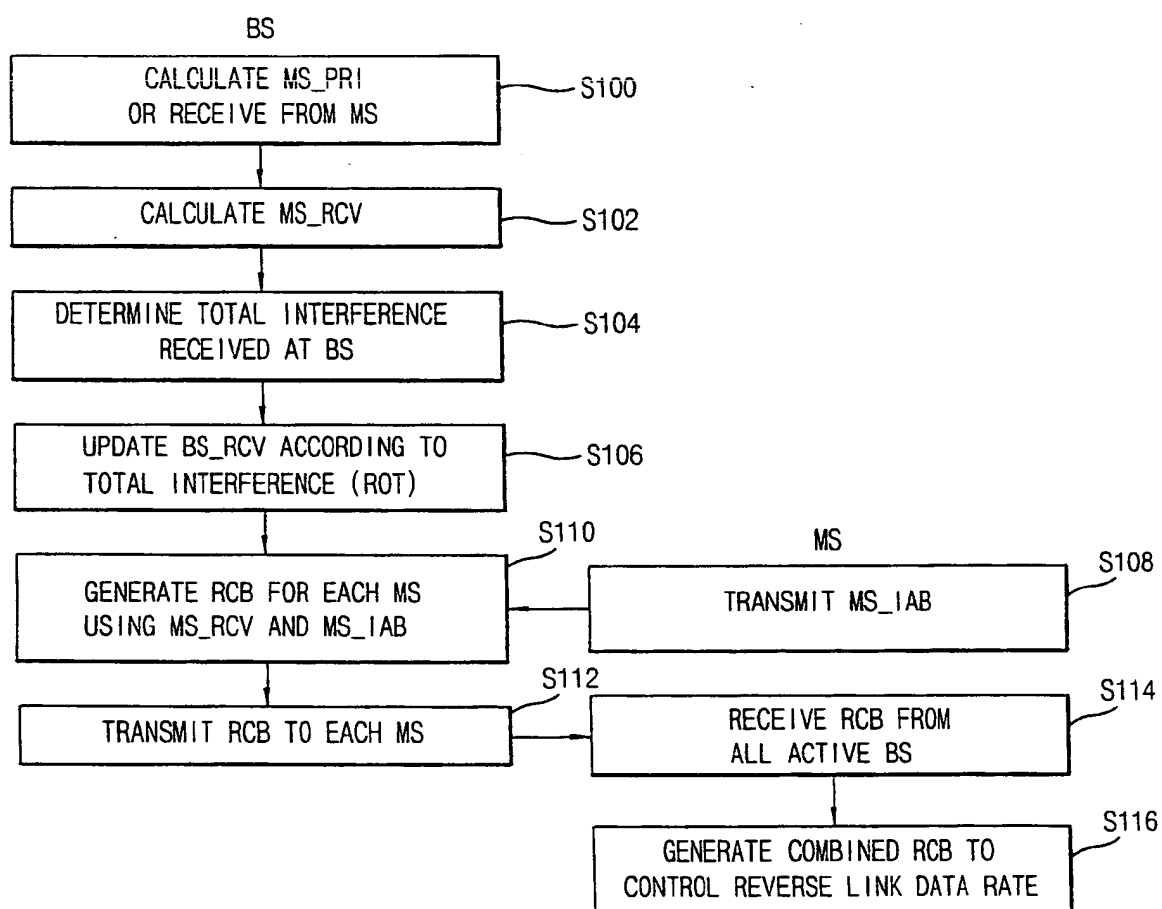 BS
CALCULATE MS_PRI
OR RECEIVE FROM MS
S100
CALCULATE MS_RCV
S102
DETERMINE TOTAL INTERFERENCE
RECEIVED AT BS
S104
UPDATE BS_RCV ACCORDING TO
TOTAL INTERFERENCE (ROT)
S106
S110
GENERATE RCB FOR EACH MS
USING MS_RCV AND MS_IAB
MS
S108
TRANSMIT MS_IAB
S112
TRANSMIT RCB TO EACH MS
S114
RECEIVE RCB FROM
ALL ACTIVE BS
S116
GENERATE COMBINED RCB TO
CONTROL REVERSE LINK DATA RATE